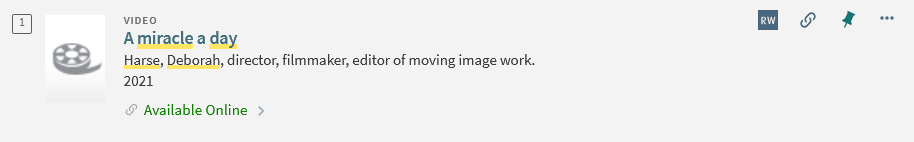 1
VIDEO
A miracle a day
RW
Harse, Deborah, director, filmmaker, editor of moving image work.
2021
Available Online